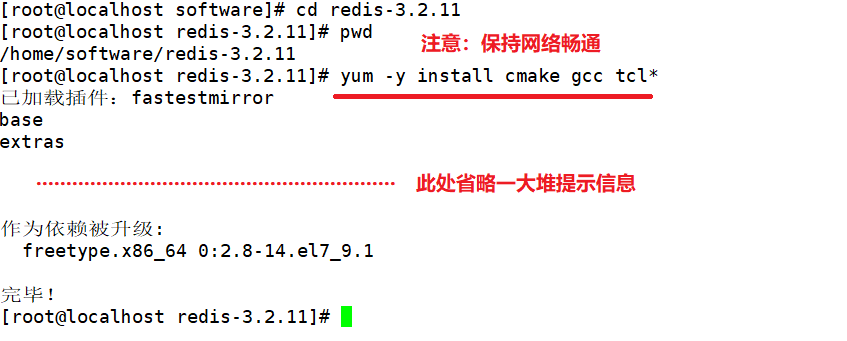 [root@localhost software]# cd redis-3.2.11
[root@localhost redis-3.2.11]# pwd
注意：保持网络畅通
/home/software/redis-3.2.11
[root@localhost redis-3.2.11]# yum -y install cmake gcc tcl*
已加载插件：fastestmirror
base
extras
此处省略一大堆提示信息
作为依赖被升级:
freetype.x86_64 0:2.8-14.el7_9.1
完毕！
[root@localhost redis-3.2.11]#